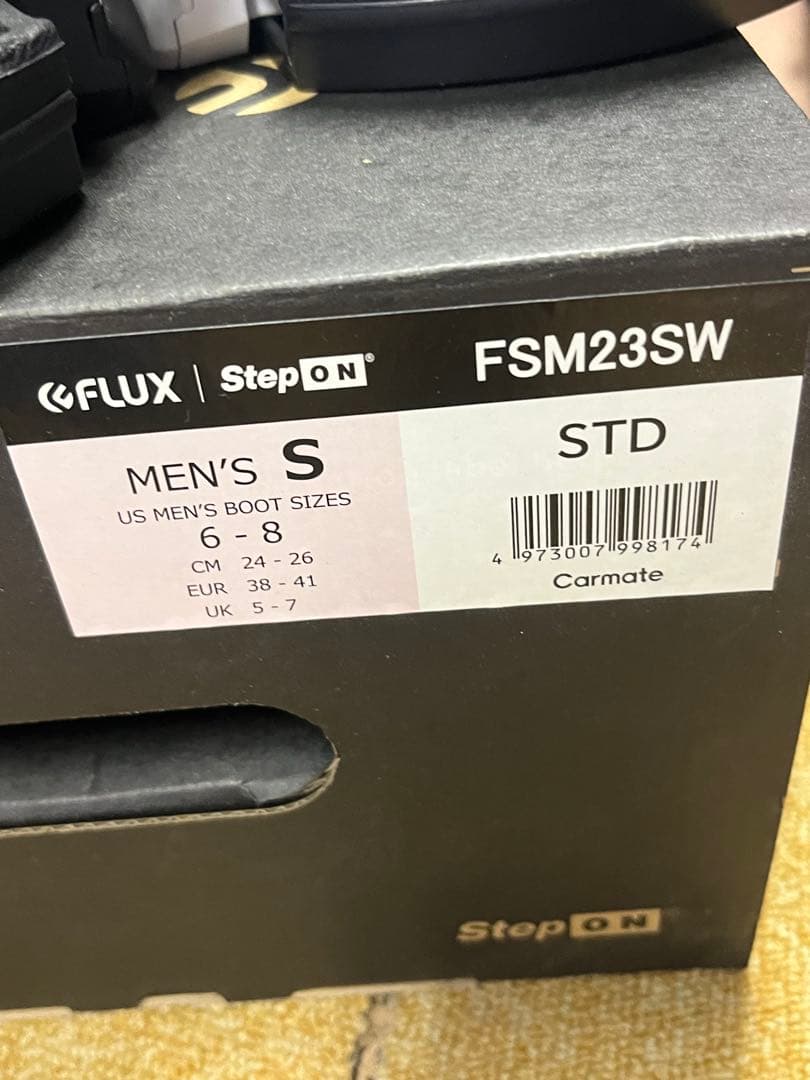 FLUX | StepON®
FSM23SW
MEN'S S
US MEN'S BOOT SIZES
6 - 8
CM 24 - 26
EUR 38 - 41
UK 5 - 7
STD
4 973007 998174
Carmate
StepON